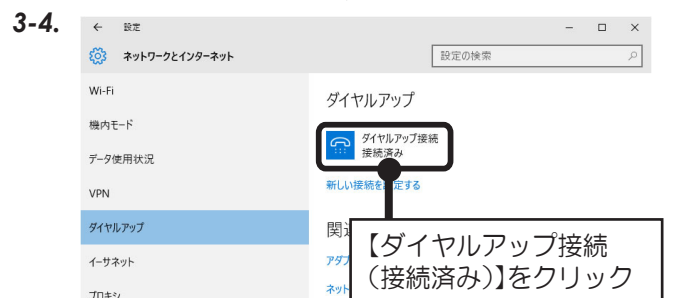 3-4.
← 設定
ネットワークとインターネット
設定の検索
Wi-Fi
機内モード
データ使用状況
VPN
ダイヤルアップ
イーサネット
プロキシ
ダイヤルアップ
ダイヤルアップ接続
接続済み
新しい接続を定する
関
アダプ
ネット
【ダイヤルアップ接続
（接続済み）】をクリック